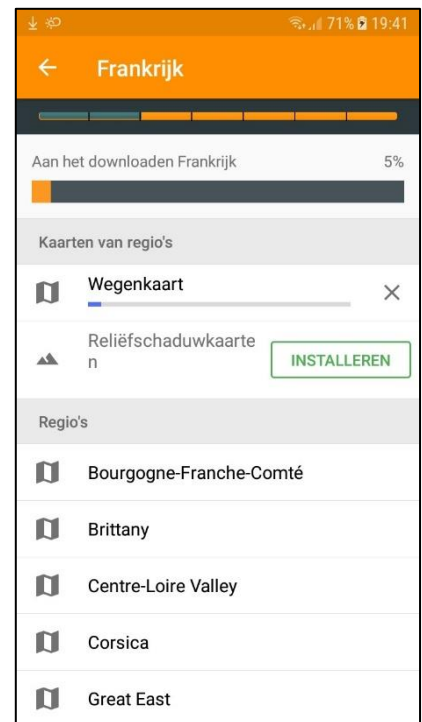 71% 19:41
Frankrijk
Aan het downloaden Frankrijk 5%
Kaarten van regio's
Wegenkaart
Reliëfschaduwkaarte
n
INSTALLEREN
Regio's
Bourgogne-Franche-Comté
Brittany
Centre-Loire Valley
Corsica
Great East